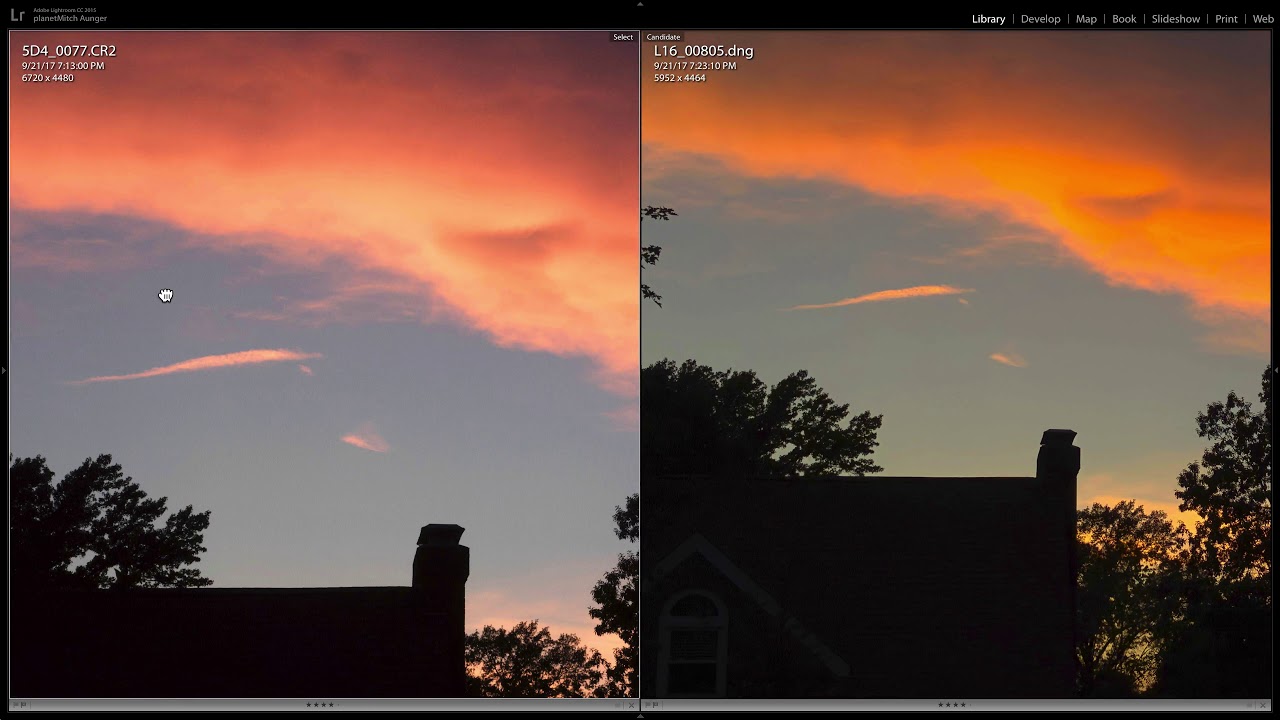 Lr
Adobe Lightroom CC 2015
planetMitch Aunger
Library | Develop | Map | Book | Slideshow | Print | Web
5D4_0077.CR2
9/21/17 7:13:00 PM
6720 x 4480
Select
Candidate
L16_00805.dng
9/21/17 7:23:10 PM
5952 x 4464